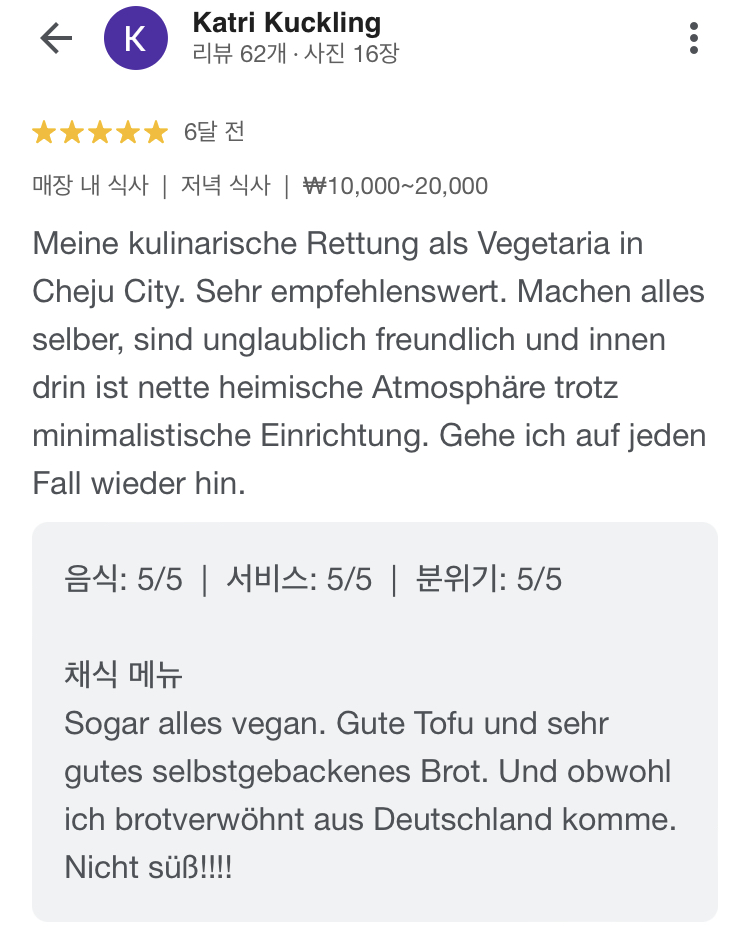 Katri Kuckling
리뷰 62개 · 사진 16장
K
6달 전
매장 내 식사 | 저녁 식사 | ₩10,000~20,000
Meine kulinarische Rettung als Vegetaria in
Cheju City. Sehr empfehlenswert. Machen alles
selber, sind unglaublich freundlich und innen
drin ist nette heimische Atmosphäre trotz
minimalistische Einrichtung. Gehe ich auf jeden
Fall wieder hin.
음식: 5/5 | 서비스: 5/5 | 분위기: 5/5
채식 메뉴
Sogar alles vegan. Gute Tofu und sehr
gutes selbstgebackenes Brot. Und obwohl
ich brotverwöhnt aus Deutschland komme.
Nicht süß!!!!